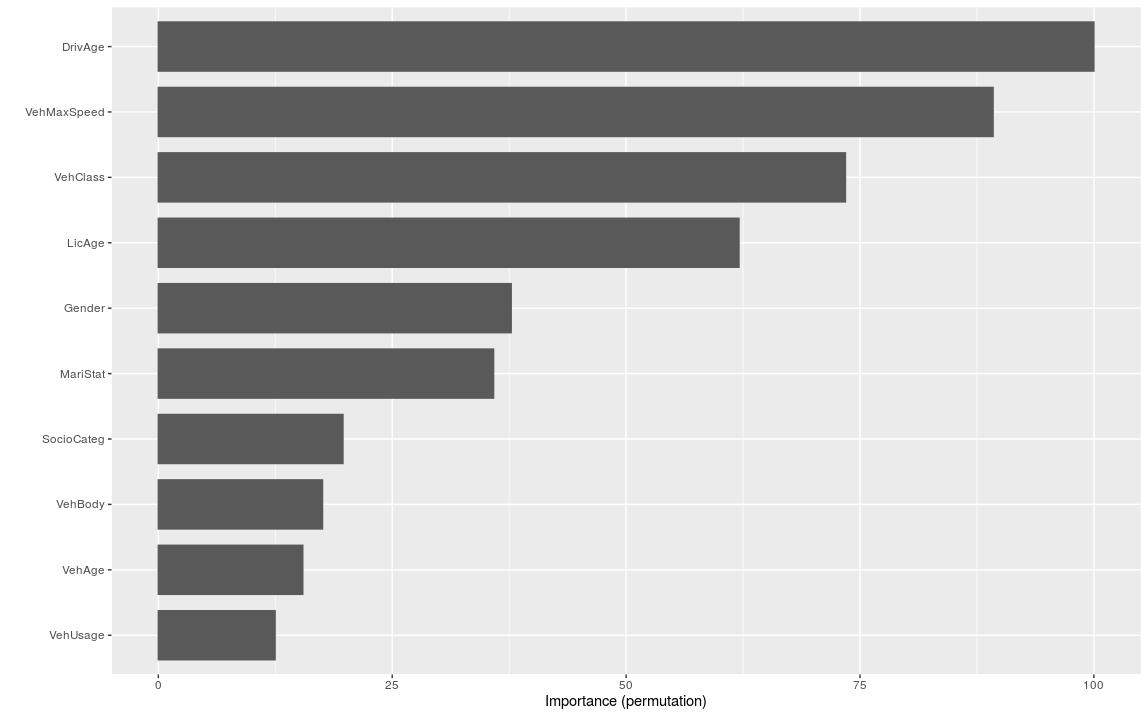 DrivAge
VehMaxSpeed
VehClass
LicAge
Gender
MariStat
SocioCateg
VehBody
VehAge
VehUsage
0 25 50 75 100
Importance (permutation)